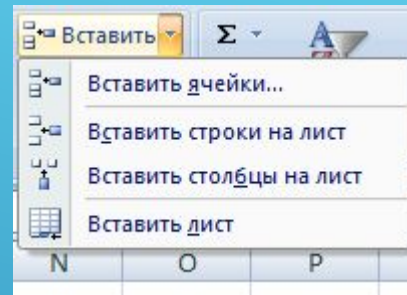 Вставить Σ А
Вставить ячейки...
Вставить строки на лист
Вставить столбцы на лист
Вставить лист
N O P